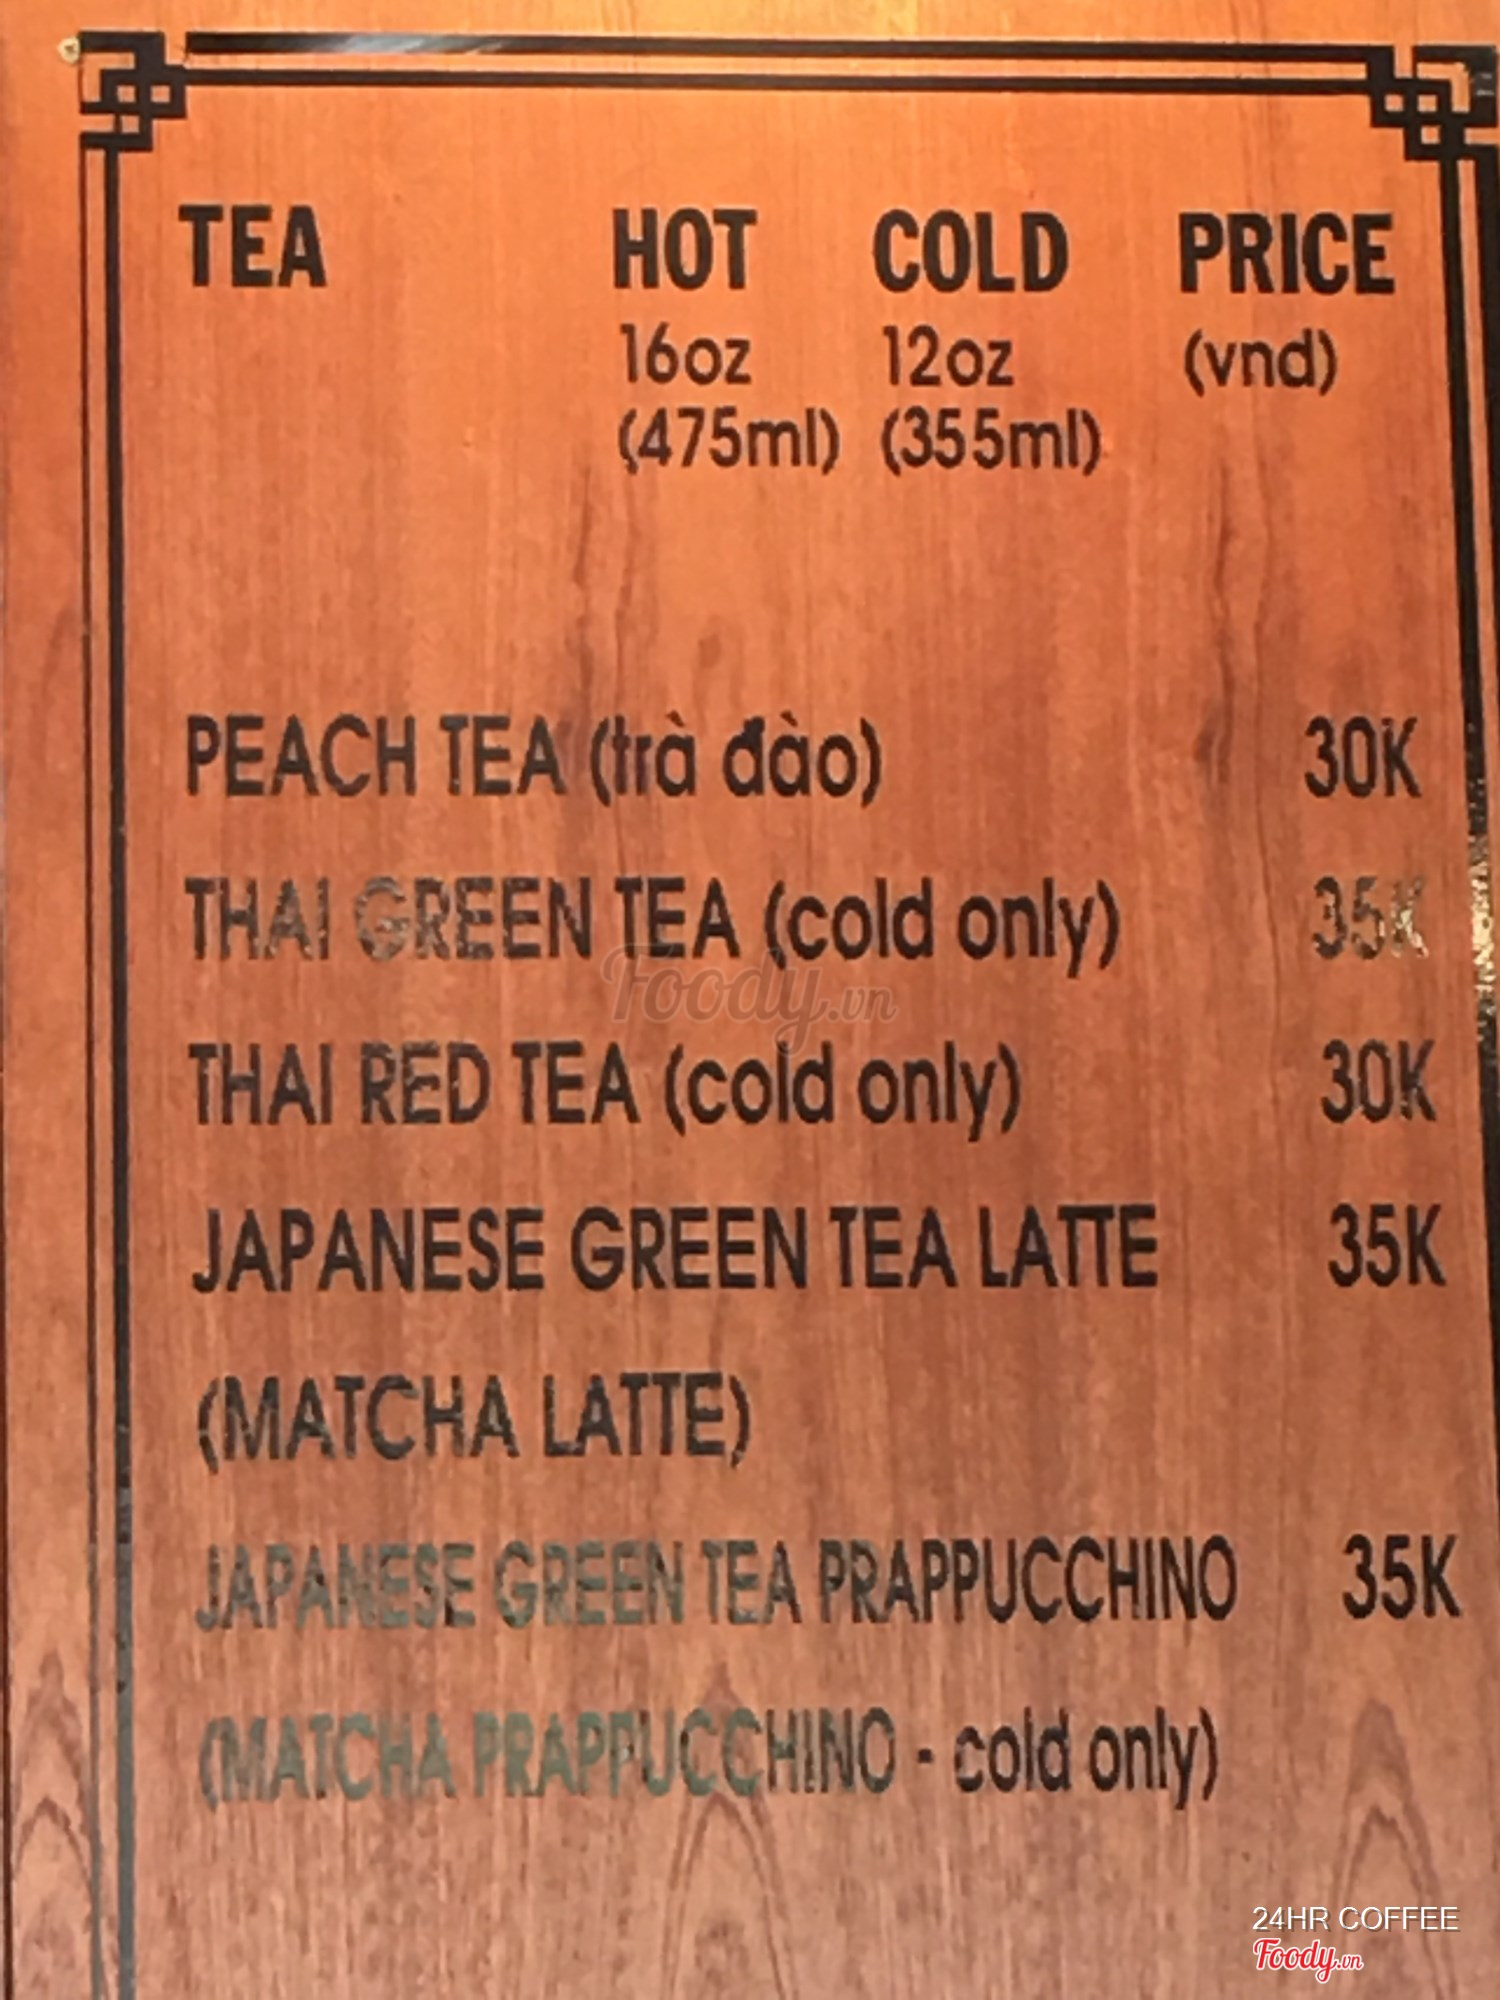 TEA HOT COLD PRICE
16oz 12oz (vnd)
(475ml) (355ml)
PEACH TEA (trà đào) 30K
THAI GREEN TEA (cold only) 35K
Foody.vn
THAI RED TEA (cold only) 30K
JAPANESE GREEN TEA LATTE 35K
(MATCHA LATTE)
JAPANESE GREEN TEA PRAPPUCCHINO 35K
(MATCHA PRAPPUCCHINO - cold only)
24HR COFFEE
Foody.vn